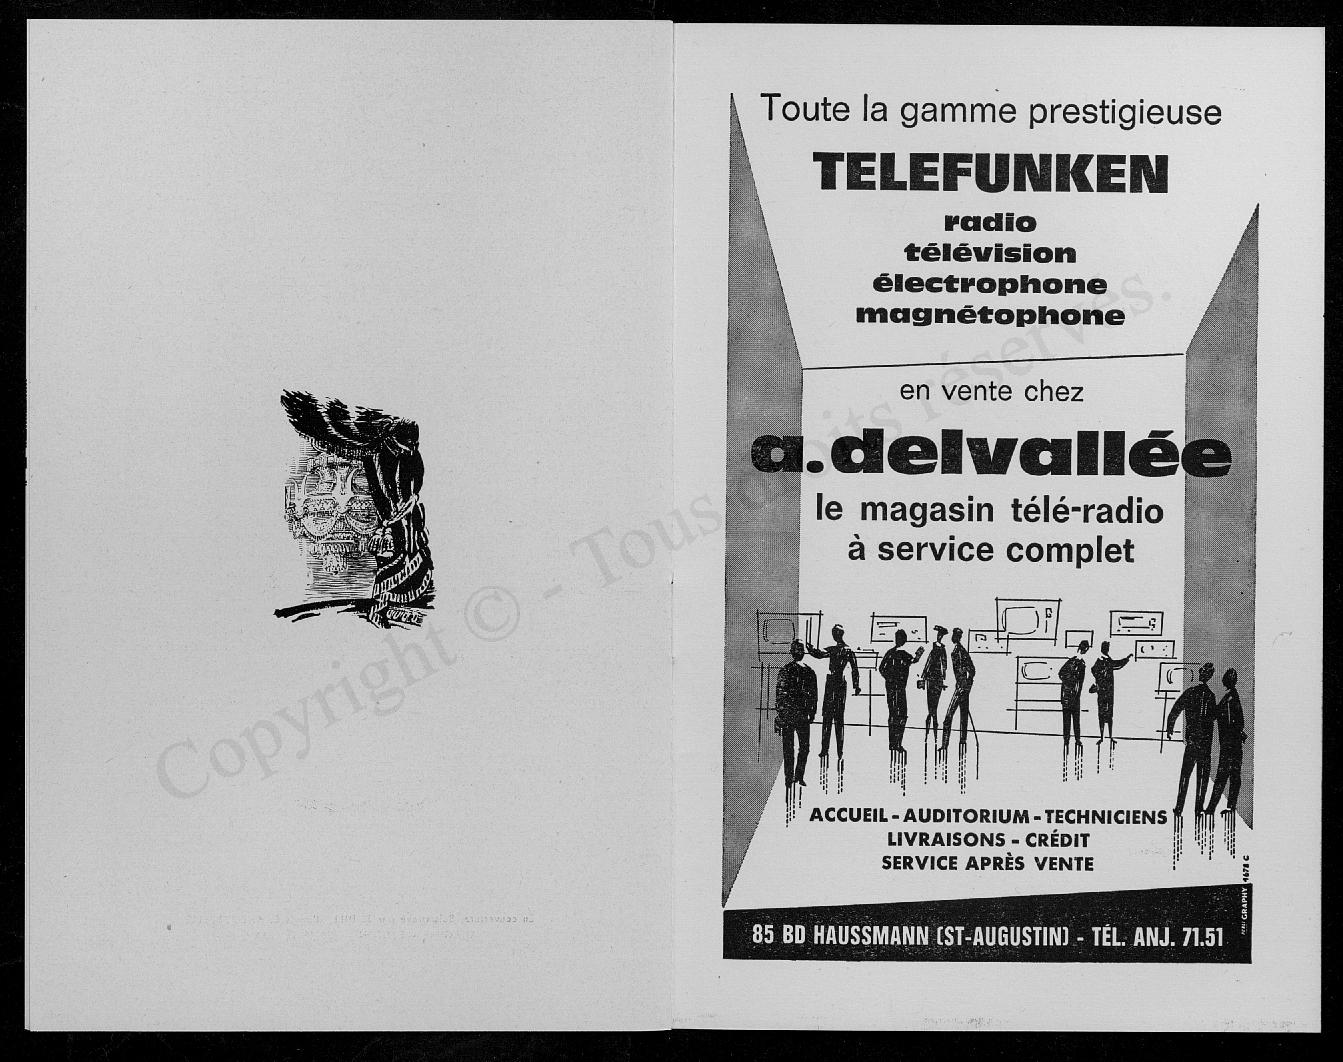 Toute la gamme prestigieuse
TELEFUNKEN
radio
télévision
électrophone
magnétophone
en vente chez
a.delvallée
le magasin télé-radio
à service complet
ACCUEIL - AUDITORIUM - TECHNICIENS
LIVRAISONS - CRÉDIT
SERVICE APRÈS VENTE
GRAPHY 4678 C
85 BD HAUSSMANN (ST-AUGUSTIN) - TÉL. ANJ. 71.51
Copyright © - Tous droits réservés.